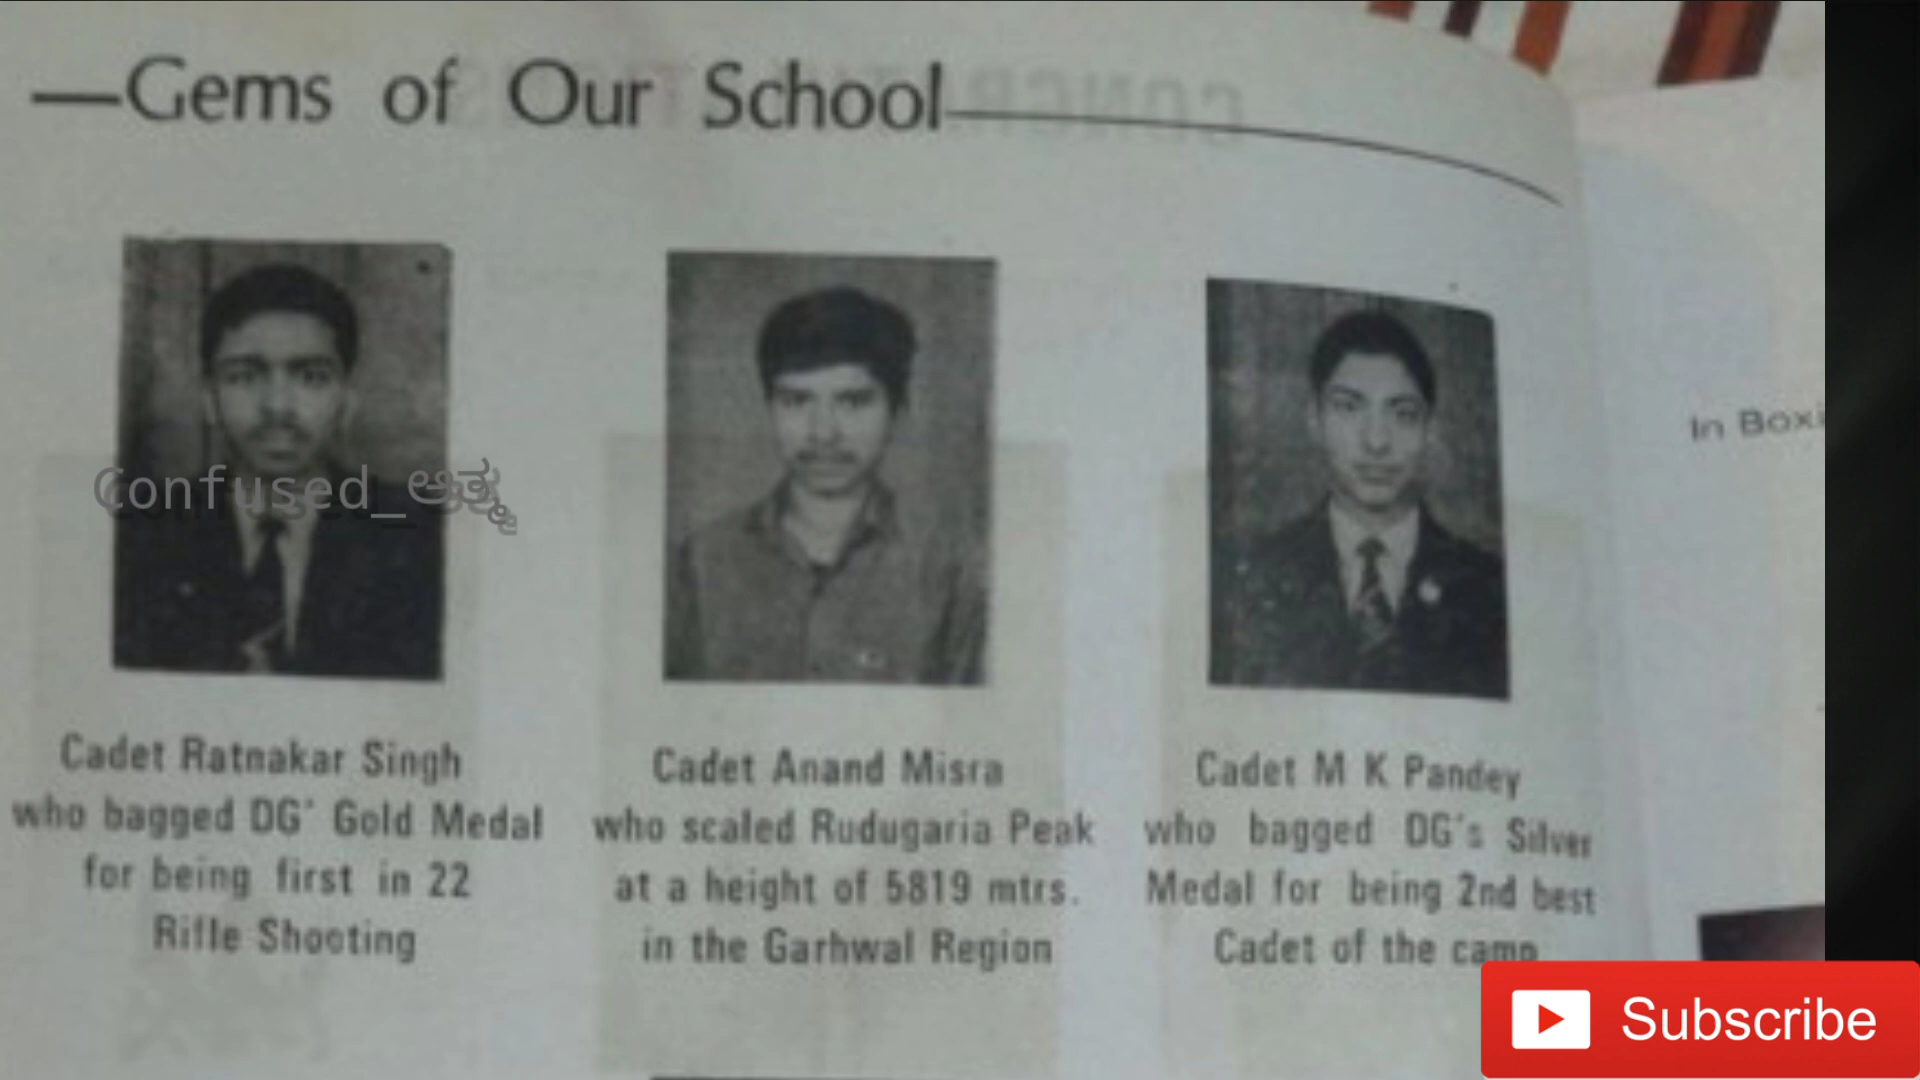 Gems of Our School
In Boxi
Confused_ಆತ್ಮ
Cadet Ratnakar Singh
who bagged DG' Gold Medal
for being first in 22
Rifle Shooting
Cadet Anand Misra
who scaled Rudugaria Peak
at a height of 5819 mtrs.
in the Garhwal Region
Cadet M K Pandey
who bagged DG's Silver
Medal for being 2nd best
Cadet of the camp
Subscribe